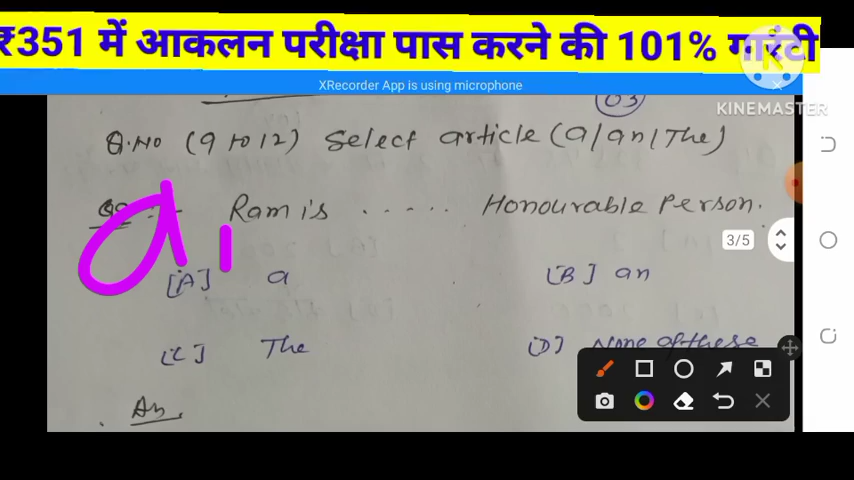 ₹351 में आकलन परीक्षा पास करने की 101% गारंटी
XRecorder App is using microphone
KINEMASTER
03
Q.No (9 to 12) Select article (a/an/The)
Ram is ..... Honourable Person.
3/5
[A] a [B] an
[C] The [D] None of these
An